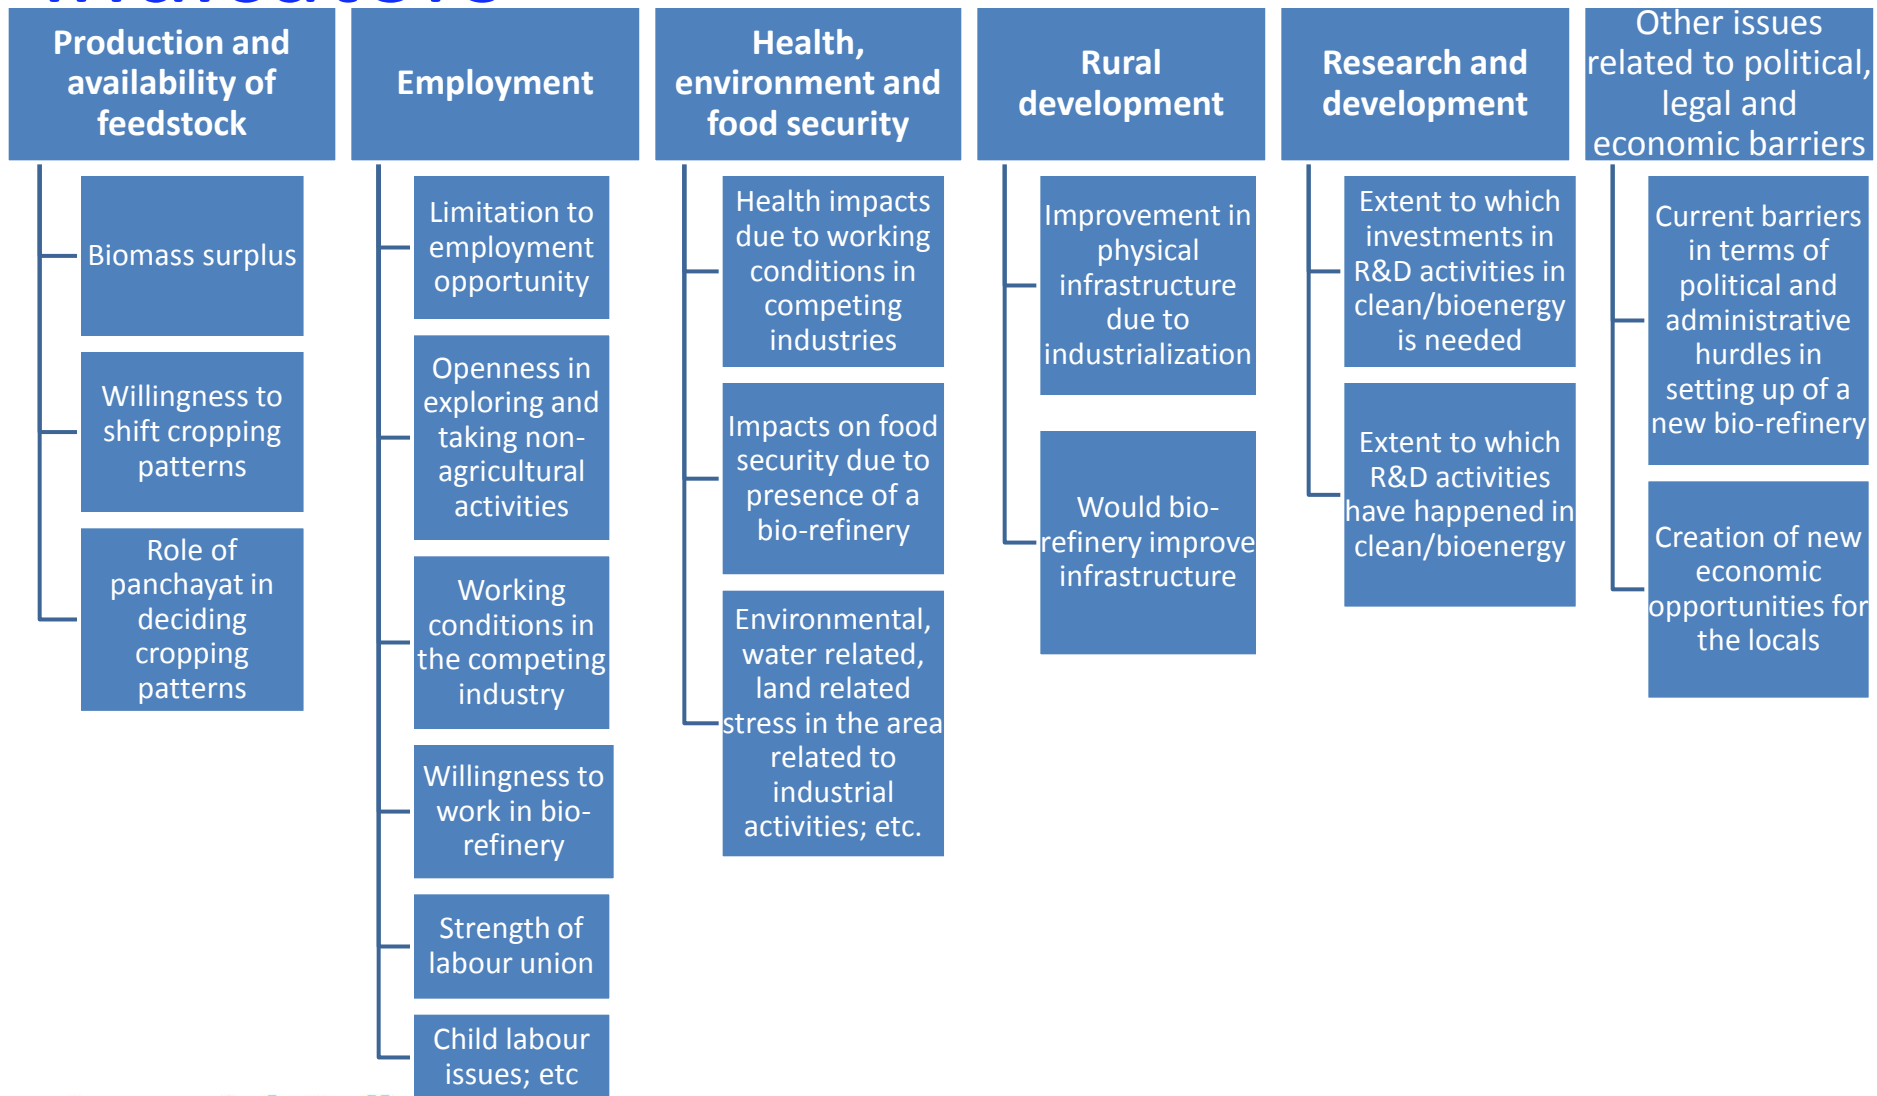 Production and
availability of
feedstock
Biomass surplus
Willingness to
shift cropping
patterns
Role of
panchayat in
deciding
cropping
patterns
Employment
Limitation to
employment
opportunity
Openness in
exploring and
taking non-
agricultural
activities
Working
conditions in
the competing
industry
Willingness to
work in bio-
refinery
Strength of
labour union
Child labour
issues; etc
Health,
environment and
food security
Health impacts
due to working
conditions in
competing
industries
Impacts on food
security due to
presence of a
bio-refinery
Environmental,
water related,
land related
stress in the area
related to
industrial
activities; etc.
Rural
development
Improvement in
physical
infrastructure
due to
industrialization
Would bio-
refinery improve
infrastructure
Research and
development
Extent to which
investments in
R&D activities in
clean/bioenergy
is needed
Extent to which
R&D activities
have happened in
clean/bioenergy
Other issues
related to political,
legal and
economic barriers
Current barriers
in terms of
political and
administrative
hurdles in
setting up of a
new bio-refinery
Creation of new
economic
opportunities for
the locals